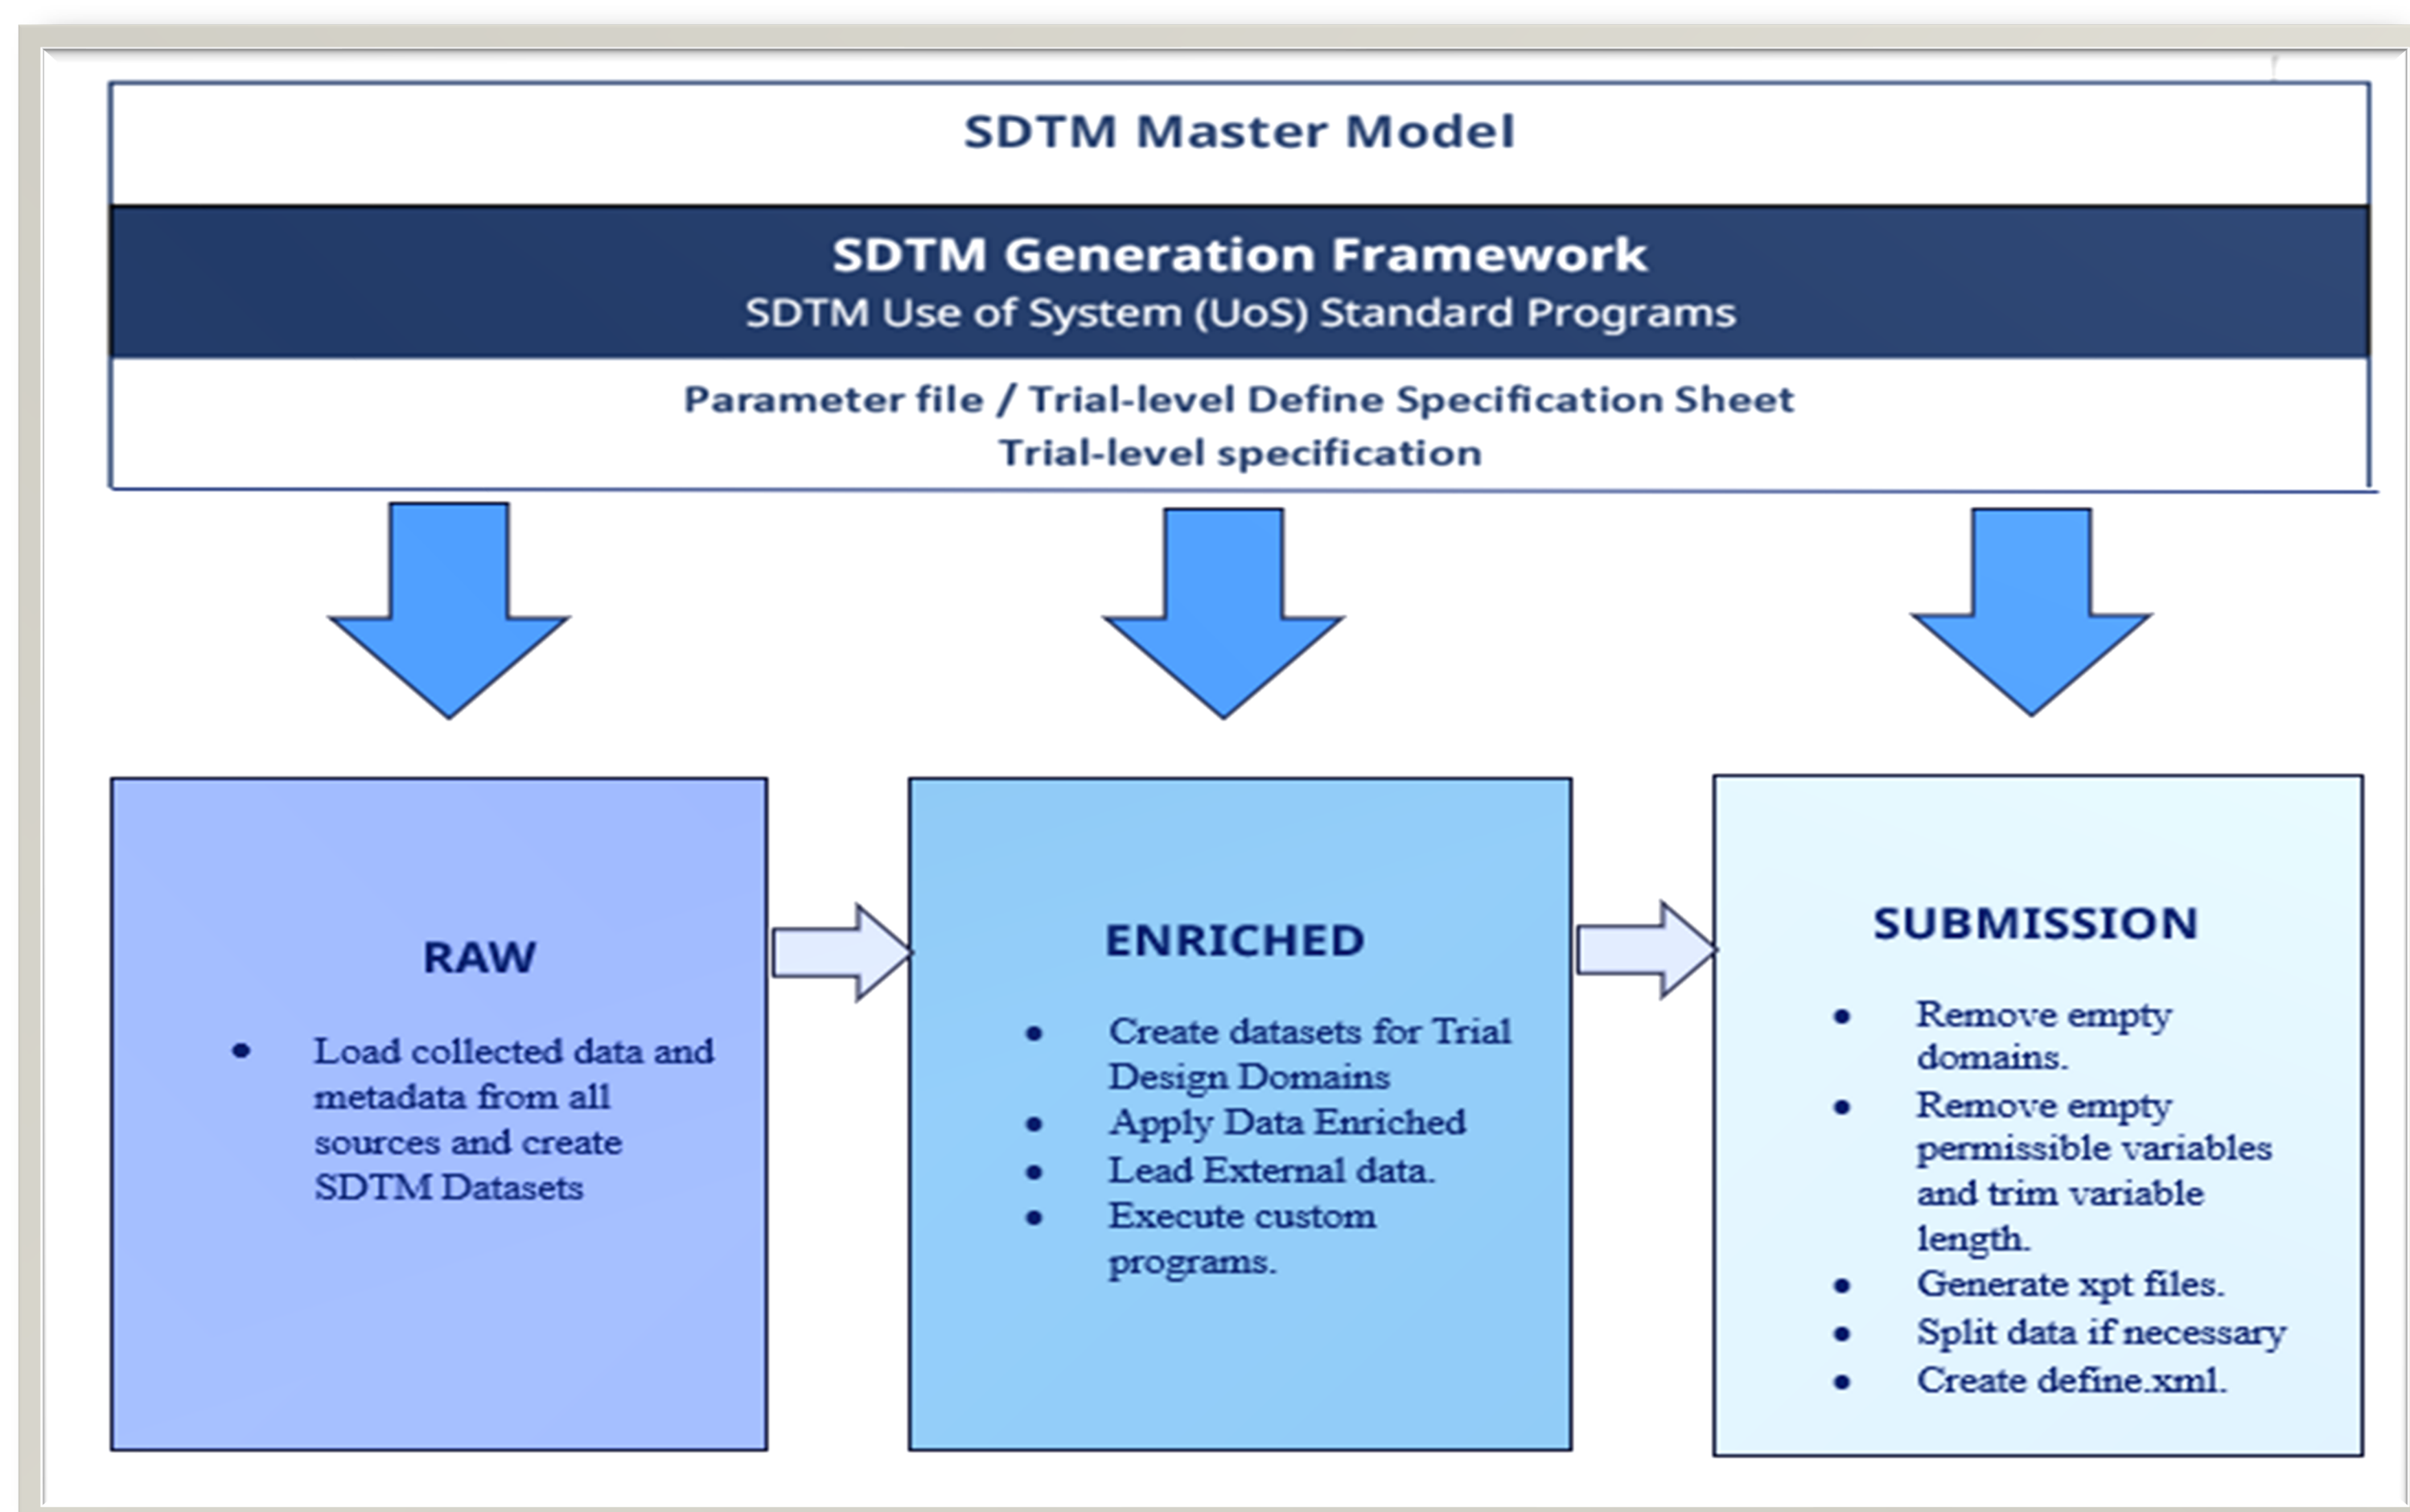 SDTM Master Model
SDTM Generation Framework
SDTM Use of System (UoS) Standard Programs
Parameter file / Trial-level Define Specification Sheet
Trial-level specification
RAW
• Load collected data and
metadata from all
sources and create
SDTM Datasets
ENRICHED
• Create datasets for Trial
Design Domains
• Apply Data Enriched
• Lead External data.
• Execute custom
programs.
SUBMISSION
• Remove empty
domains.
• Remove empty
permissible variables
and trim variable
length.
• Generate xpt files.
• Split data if necessary
• Create define.xml.